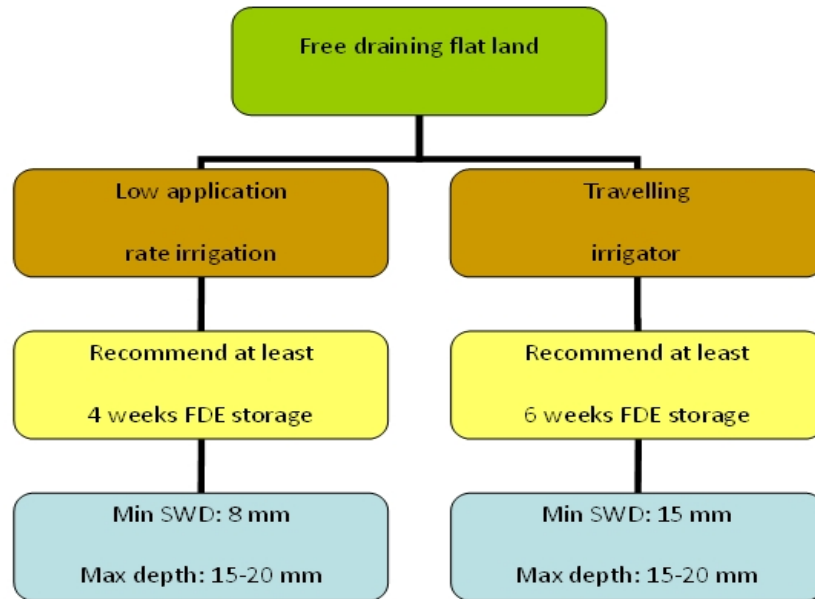 Free draining flat land
Low application
rate irrigation
Travelling
irrigator
Recommend at least
4 weeks FDE storage
Recommend at least
6 weeks FDE storage
Min SWD: 8 mm
Max depth: 15-20 mm
Min SWD: 15 mm
Max depth: 15-20 mm